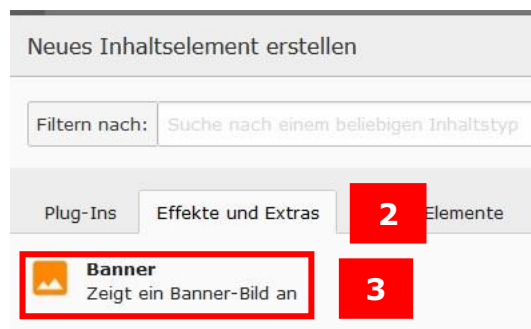 Neues Inhaltselement erstellen
Filtern nach: Suche nach einem beliebigen Inhaltstyp
Plug-Ins Effekte und Extras 2 Elemente
Banner
Zeigt ein Banner-Bild an 3